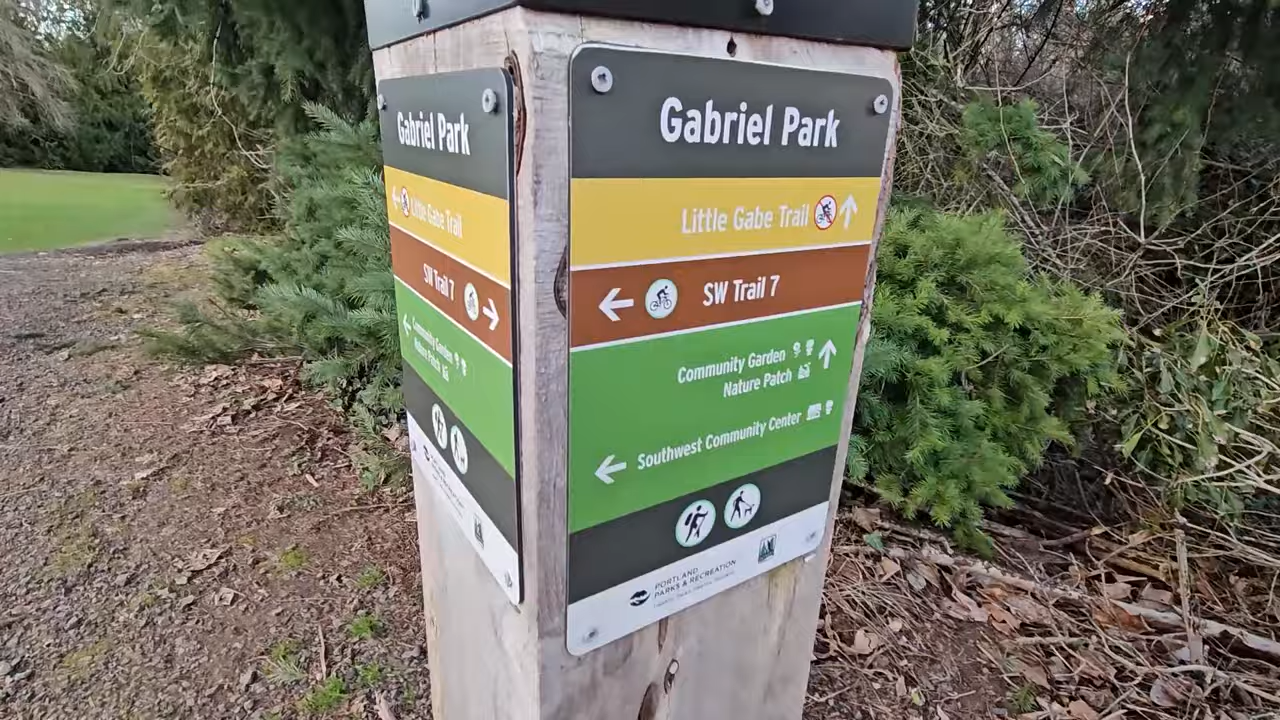 Gabriel Park
Little Gabe Trail
SW Trail 7
Community Garden
Nature Patch
Gabriel Park
Little Gabe Trail
SW Trail 7
Community Garden
Nature Patch
Southwest Community Center
PORTLAND
PARKS & RECREATION